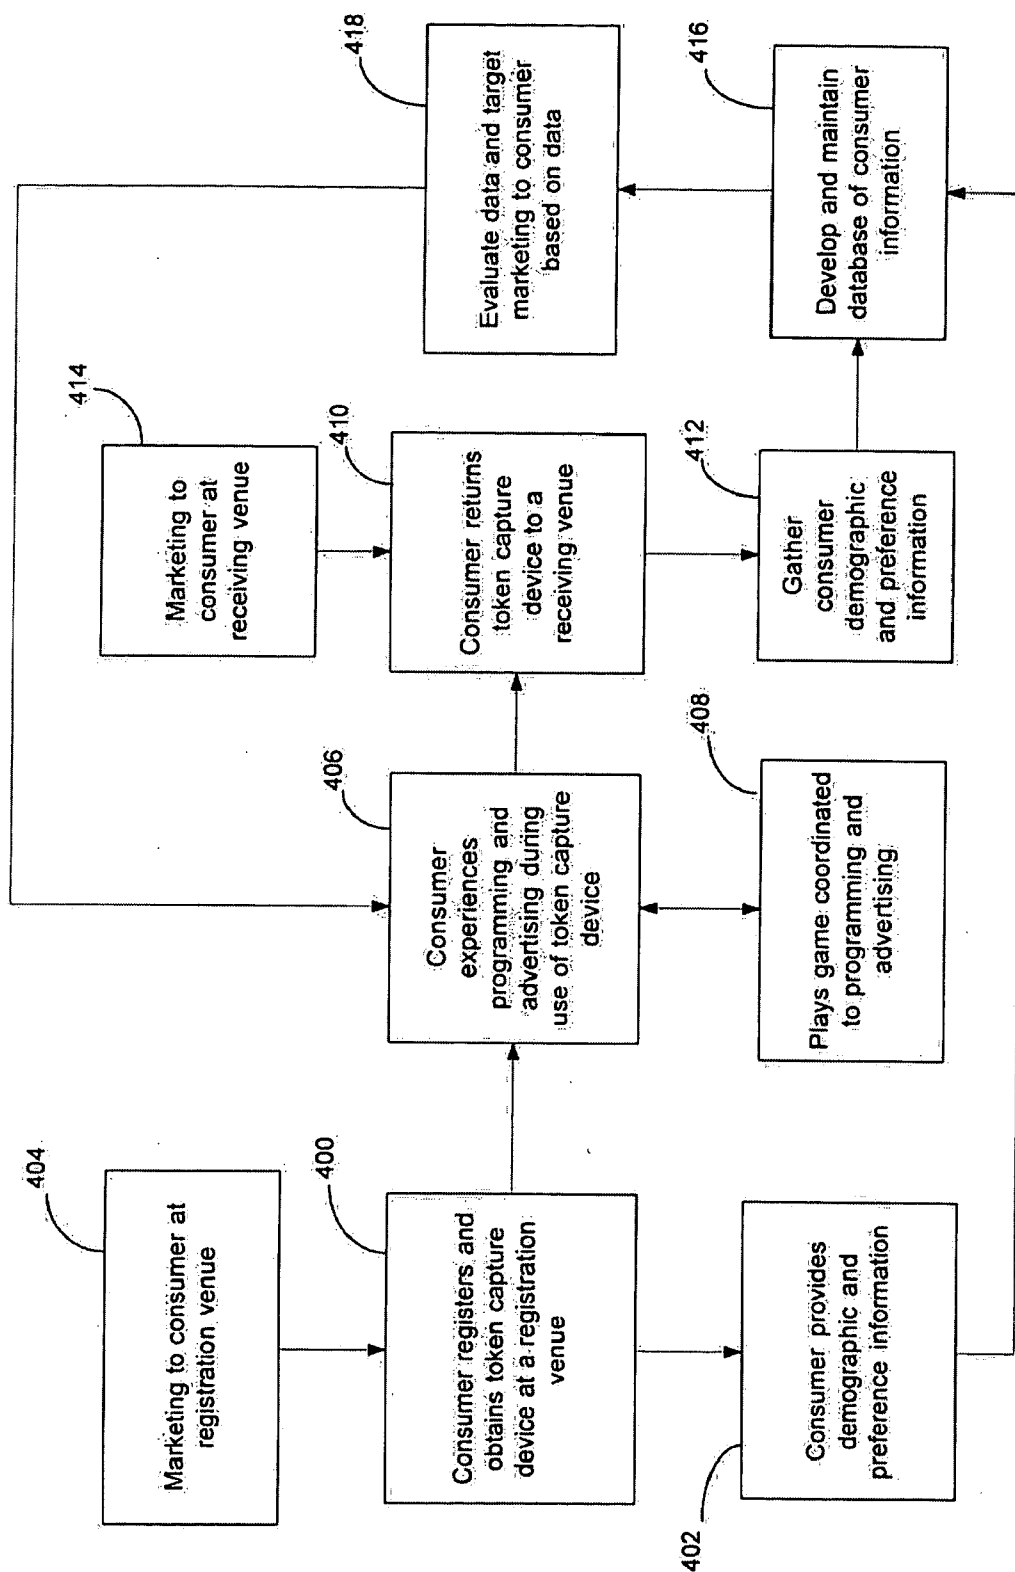 404
Marketing to consumer at
registration venue
400
Consumer registers and
obtains token capture
device at a registration
venue
402
Consumer provides
demographic and
preference information
406
Consumer
experiences
programming and
advertising during
use of token capture
device
408
Plays game coordinated
to programming and
advertising
414
Marketing to
consumer at
receiving venue
410
Consumer returns
token capture
device to a
receiving venue
412
Gather
consumer
demographic
and preference
information
418
Evaluate data and target
marketing to consumer
based on data
416
Develop and maintain
database of consumer
information